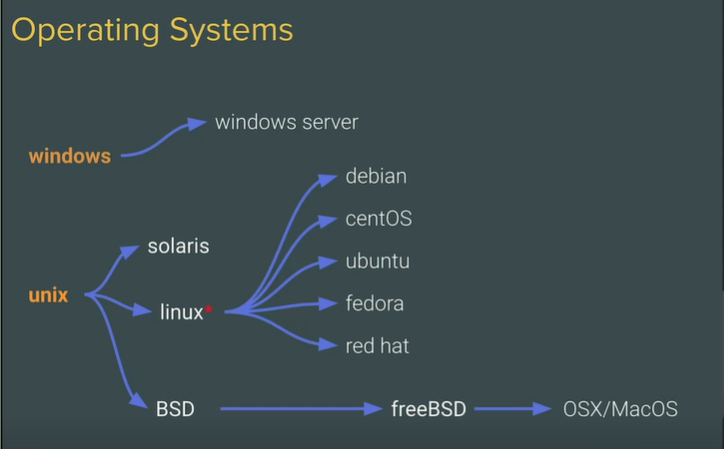 Operating Systems
windows server
windows
debian
centOS
solaris
ubuntu
unix
linux*
fedora
red hat
BSD
freeBSD
OSX/MacOS